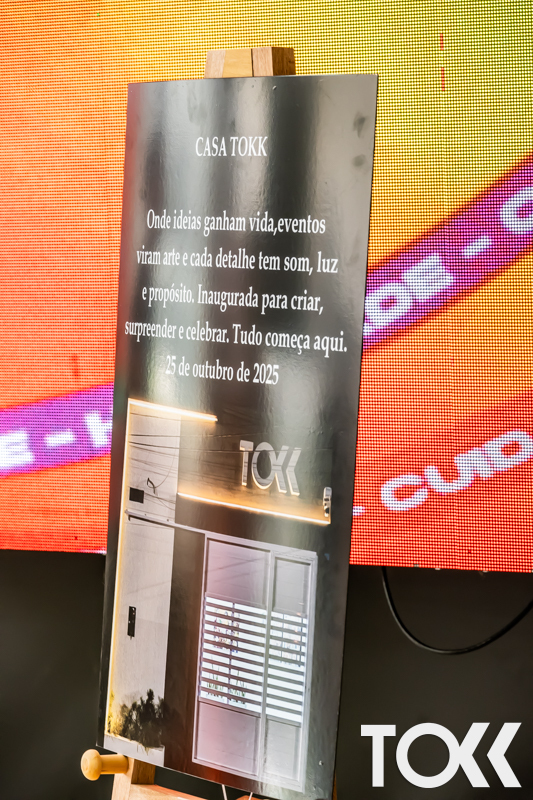 CASA TOKK
Onde ideias ganham vida,eventos
viram arte e cada detalhe tem som, luz
e propósito. Inaugurada para criar,
surpreender e celebrar. Tudo começa aqui.
25 de outubro de 2025
TOKK
CUID
TOKK